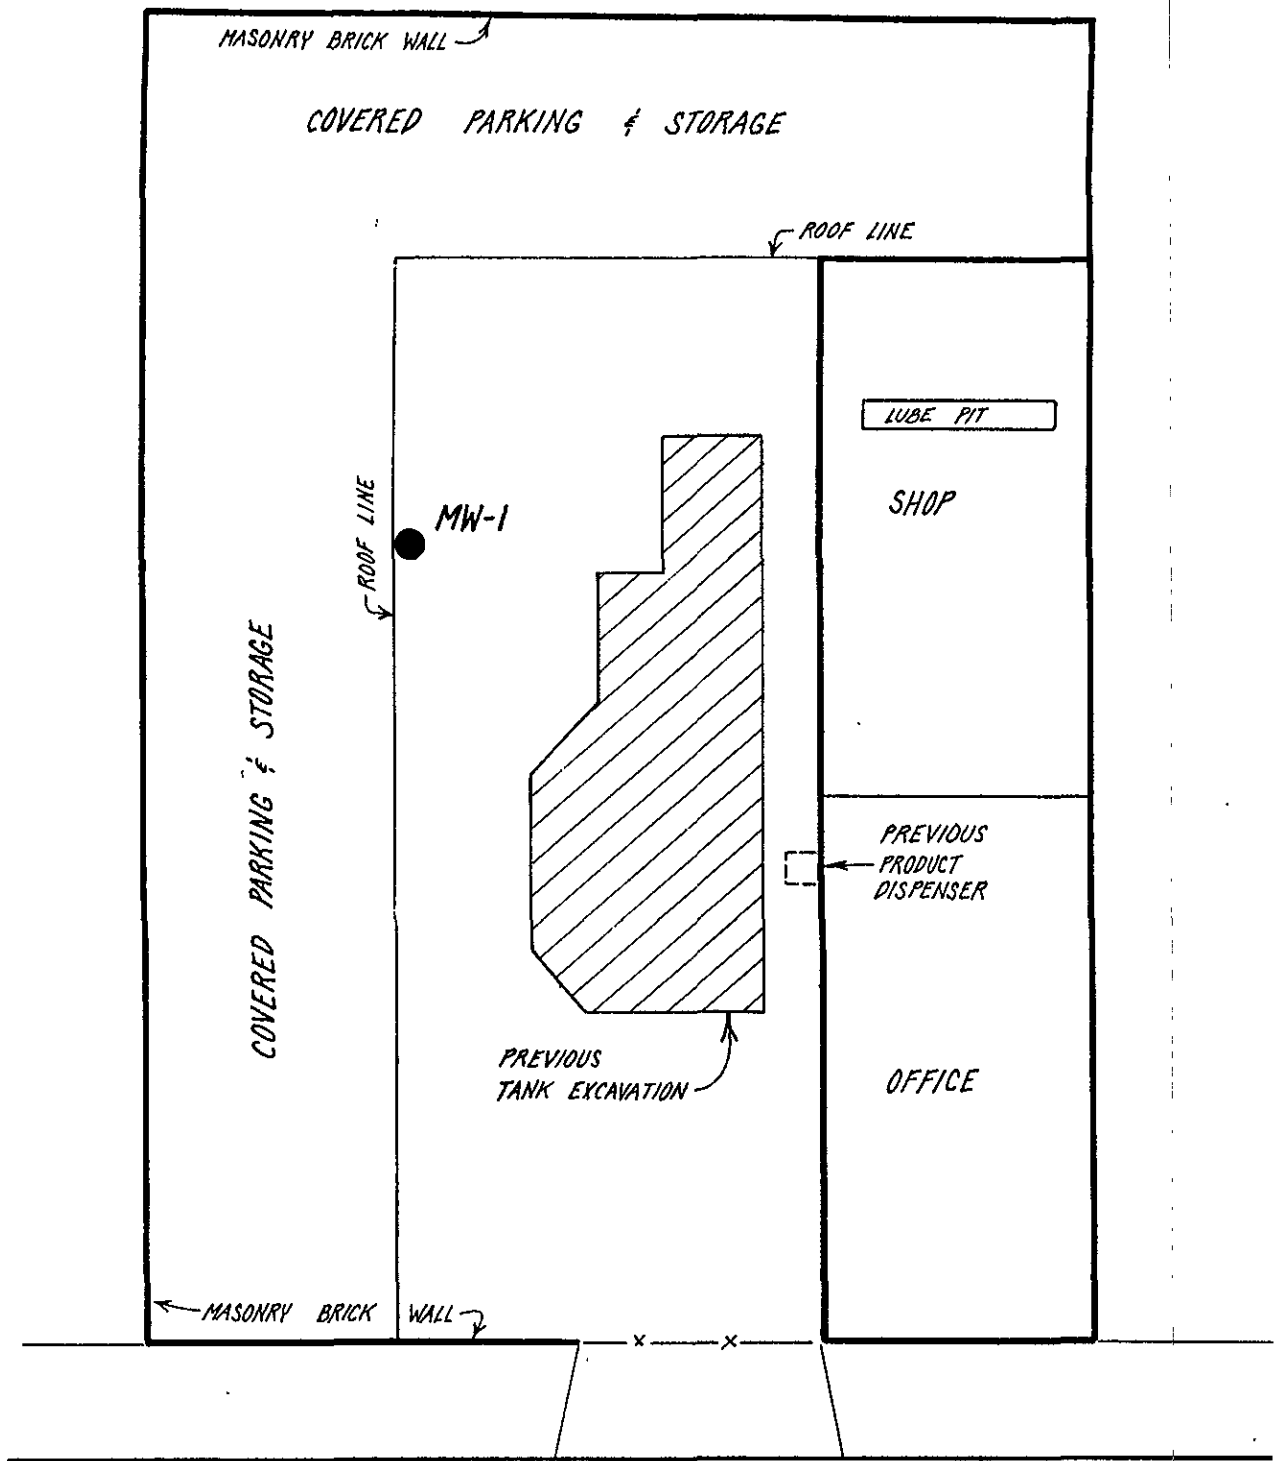 MASONRY BRICK WALL
COVERED PARKING & STORAGE
ROOF LINE
LUBE PIT
SHOP
MW-1
ROOF LINE
COVERED PARKING & STORAGE
PREVIOUS
PRODUCT
DISPENSER
PREVIOUS
TANK EXCAVATION
OFFICE
MASONRY BRICK WALL